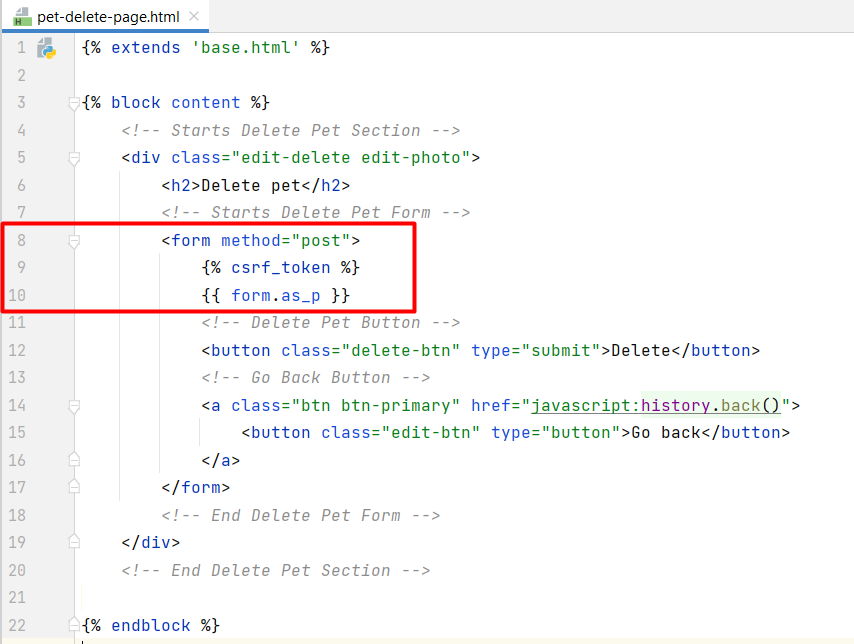 pet-delete-page.html
1 {% extends 'base.html' %}
2
3 {% block content %}
4 <!-- Starts Delete Pet Section -->
5 <div class="edit-delete edit-photo">
6 <h2>Delete pet</h2>
7 <!-- Starts Delete Pet Form -->
8 <form method="post">
9 {% csrf_token %}
10 {{ form.as_p }}
11 <!-- Delete Pet Button -->
12 <button class="delete-btn" type="submit">Delete</button>
13 <!-- Go Back Button -->
14 <a class="btn btn-primary" href="javascript:history.back()">
15 <button class="edit-btn" type="button">Go back</button>
16 </a>
17 </form>
18 <!-- End Delete Pet Form -->
19 </div>
20 <!-- End Delete Pet Section -->
21
22 {% endblock %}